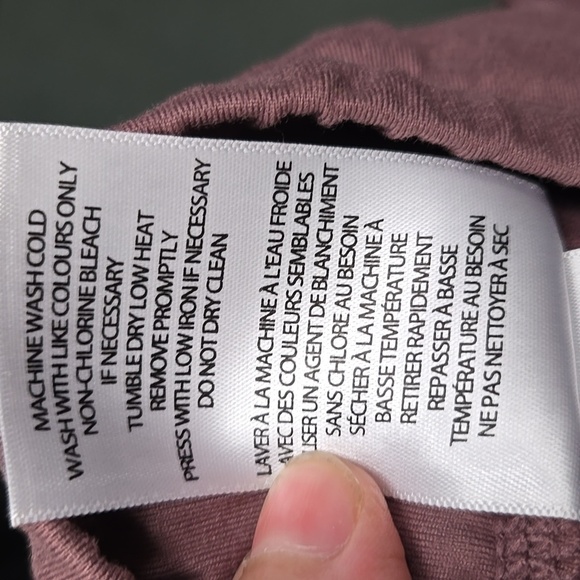 MACHINE WASH COLD
WASH WITH LIKE COLOURS ONLY
NON-CHLORINE BLEACH
IF NECESSARY
TUMBLE DRY LOW HEAT
REMOVE PROMPTLY
PRESS WITH LOW IRON IF NECESSARY
DO NOT DRY CLEAN
LAVER À LA MACHINE À L'EAU FROIDE
AVEC DES COULEURS SEMBLABLES
UN AGENT DE BLANCHIMENT
SANS CHLORE AU BESOIN
SÉCHER À LA MACHINE À
BASSE TEMPÉRATURE
RETIRER RAPIDEMENT
REPASSER À BASSE
TEMPÉRATURE AU BESOIN
NE PAS NETTOYER À SEC